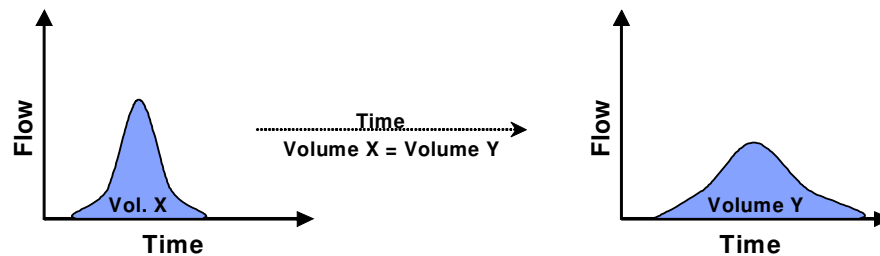 Flow
Vol. X
Time
Time
Volume X = Volume Y
Flow
Volume Y
Time